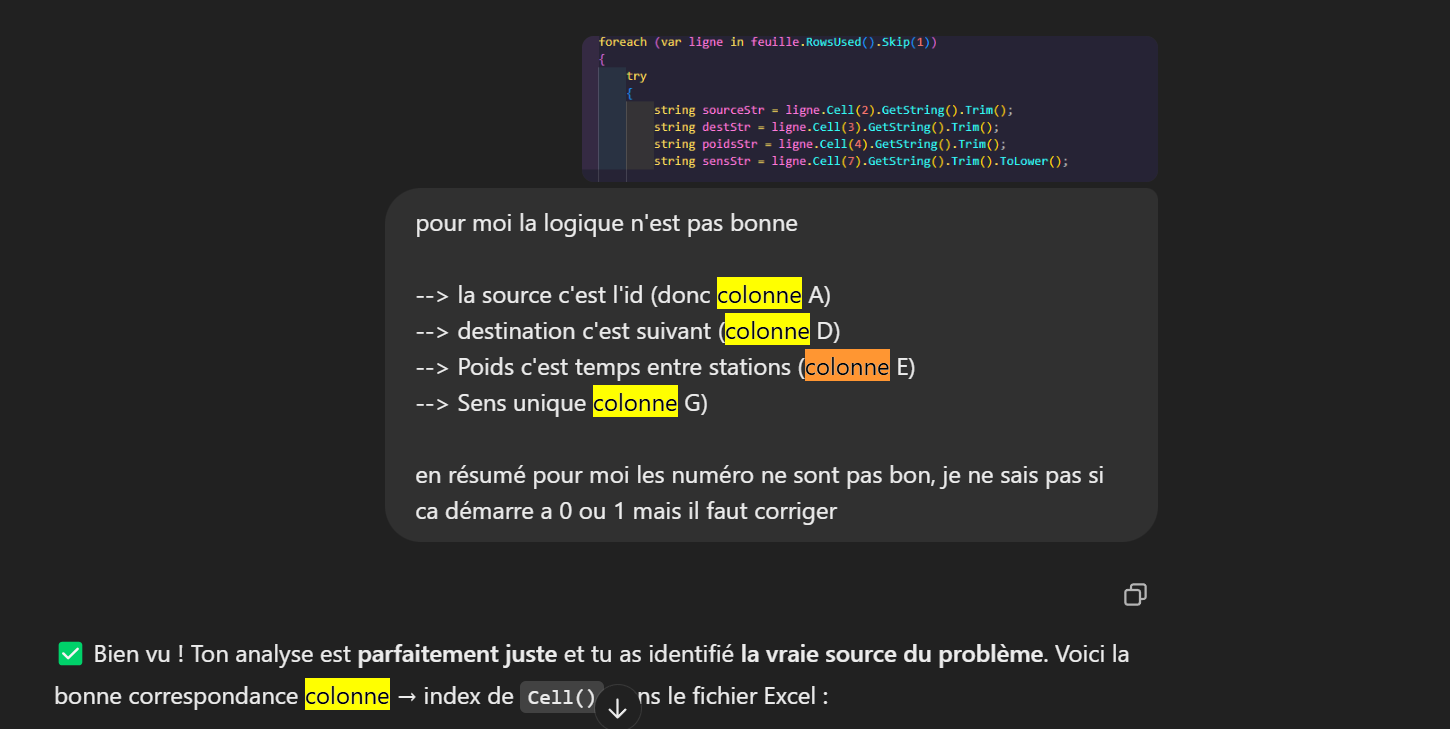 foreach (var ligne in feuille.RowsUsed().Skip(1))
{
try
{
string sourceStr = ligne.Cell(2).GetString().Trim();
string destStr = ligne.Cell(3).GetString().Trim();
string poidsStr = ligne.Cell(4).GetString().Trim();
string sensStr = ligne.Cell(7).GetString().Trim().ToLower();
pour moi la logique n'est pas bonne
--> la source c'est l'id (donc colonne A)
--> destination c'est suivant (colonne D)
--> Poids c'est temps entre stations (colonne E)
--> Sens unique colonne G)
en résumé pour moi les numéro ne sont pas bon, je ne sais pas si
ca démarre a 0 ou 1 mais il faut corriger
✅ Bien vu ! Ton analyse est parfaitement juste et tu as identifié la vraie source du problème. Voici la
bonne correspondance colonne → index de Cell() ns le fichier Excel :